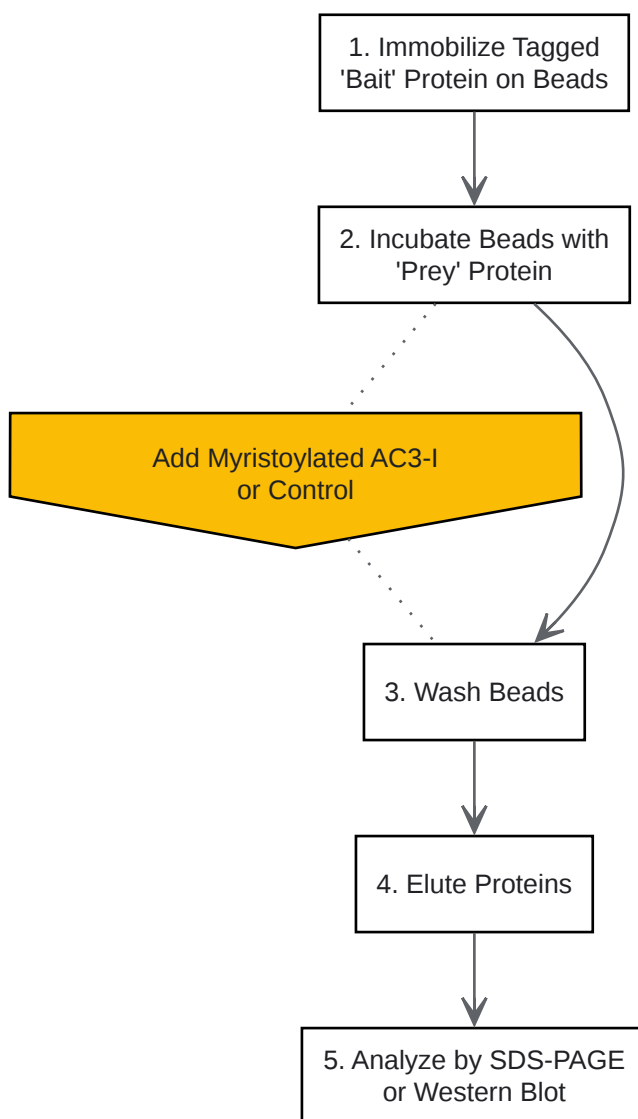 1. Immobilize Tagged
'Bait' Protein on Beads
2. Incubate Beads with
'Prey' Protein
Add Myristoylated AC3-I
or Control
3. Wash Beads
4. Elute Proteins
5. Analyze by SDS-PAGE
or Western Blot